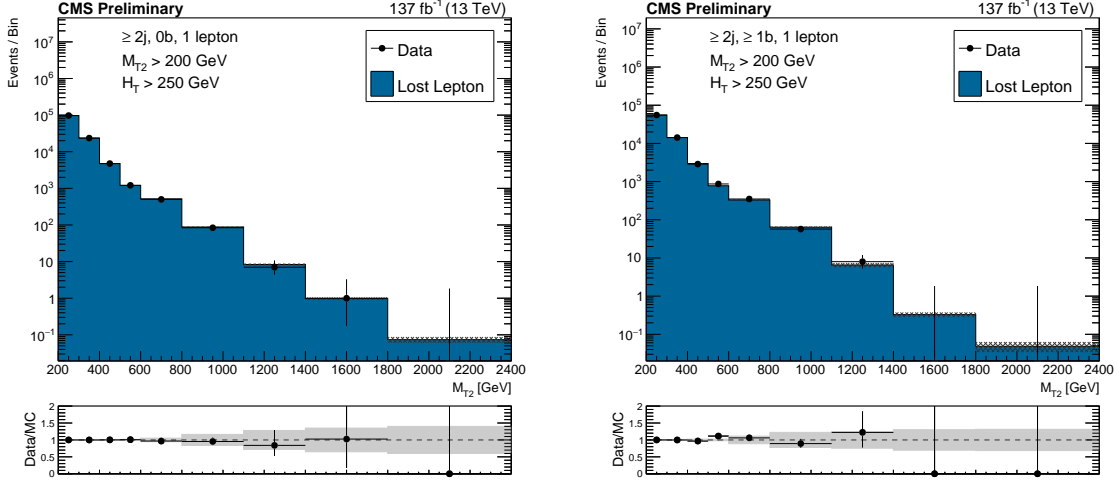 CMS Preliminary 137 fb⁻¹ (13 TeV)
Events / Bin
≥ 2j, 0b, 1 lepton
M_T2 > 200 GeV
H_T > 250 GeV
Data
Lost Lepton
10⁷
10⁶
10⁵
10⁴
10³
10²
10
1
10⁻¹
200 400 600 800 1000 1200 1400 1600 1800 2000 2200 2400
M_T2 [GeV]
Data/MC
2
1.5
1
0.5
0
CMS Preliminary 137 fb⁻¹ (13 TeV)
Events / Bin
≥ 2j, ≥ 1b, 1 lepton
M_T2 > 200 GeV
H_T > 250 GeV
Data
Lost Lepton
10⁷
10⁶
10⁵
10⁴
10³
10²
10
1
10⁻¹
200 400 600 800 1000 1200 1400 1600 1800 2000 2200 2400
M_T2 [GeV]
Data/MC
2
1.5
1
0.5
0